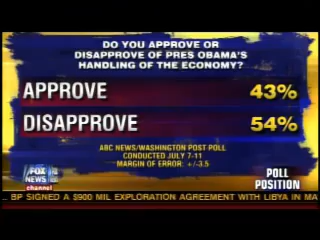 DO YOU APPROVE OR
DISAPPROVE OF PRES OBAMA'S
HANDLING OF THE ECONOMY?
APPROVE 43%
DISAPPROVE 54%
ABC NEWS/WASHINGTON POST POLL
CONDUCTED JULY 7-11
MARGIN OF ERROR: +/-3.5
FOX
NEWS
channel
POLL
POSITION
BP SIGNED A $900 MIL EXPLORATION AGREEMENT WITH LIBYA IN MA